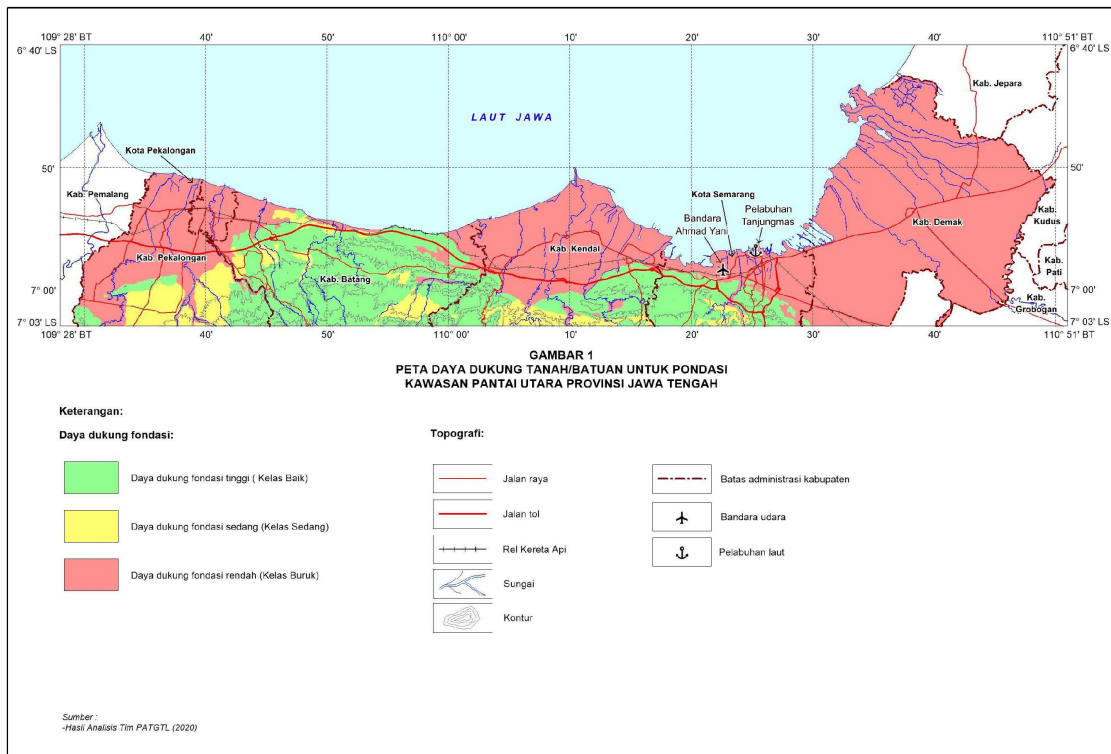 109° 28' BT
40'
50'
110° 00'
10'
20'
30'
40'
110° 51' BT
6° 40' LS
6° 40' LS
Kab. Jepara
LAUT JAWA
Kota Pekalongan
50'
50'
Kab. Pemalang
Kota Semarang
Pelabuhan
Tanjungmas
Bandara
Ahmad Yani
Kab. Demak
Kab.
Kudus
Kab. Kendal
Kab. Pekalongan
Kab. Batang
Kab.
Pati
7° 00'
7° 00'
Kab.
Grobogan
7° 03' LS
7° 03' LS
109° 28' BT
40'
50'
110° 00'
10'
20'
30'
40'
110° 51' BT
GAMBAR 1
PETA DAYA DUKUNG TANAH/BATUAN UNTUK PONDASI
KAWASAN PANTAI UTARA PROVINSI JAWA TENGAH
Keterangan:
Daya dukung fondasi:
Daya dukung fondasi tinggi ( Kelas Baik)
Daya dukung fondasi sedang (Kelas Sedang)
Daya dukung fondasi rendah (Kelas Buruk)
Topografi:
Jalan raya
Jalan tol
Rel Kereta Api
Sungai
Kontur
Batas administrasi kabupaten
Bandara udara
Pelabuhan laut
Sumber :
-Hasil Analisis Tim PATGTL (2020)